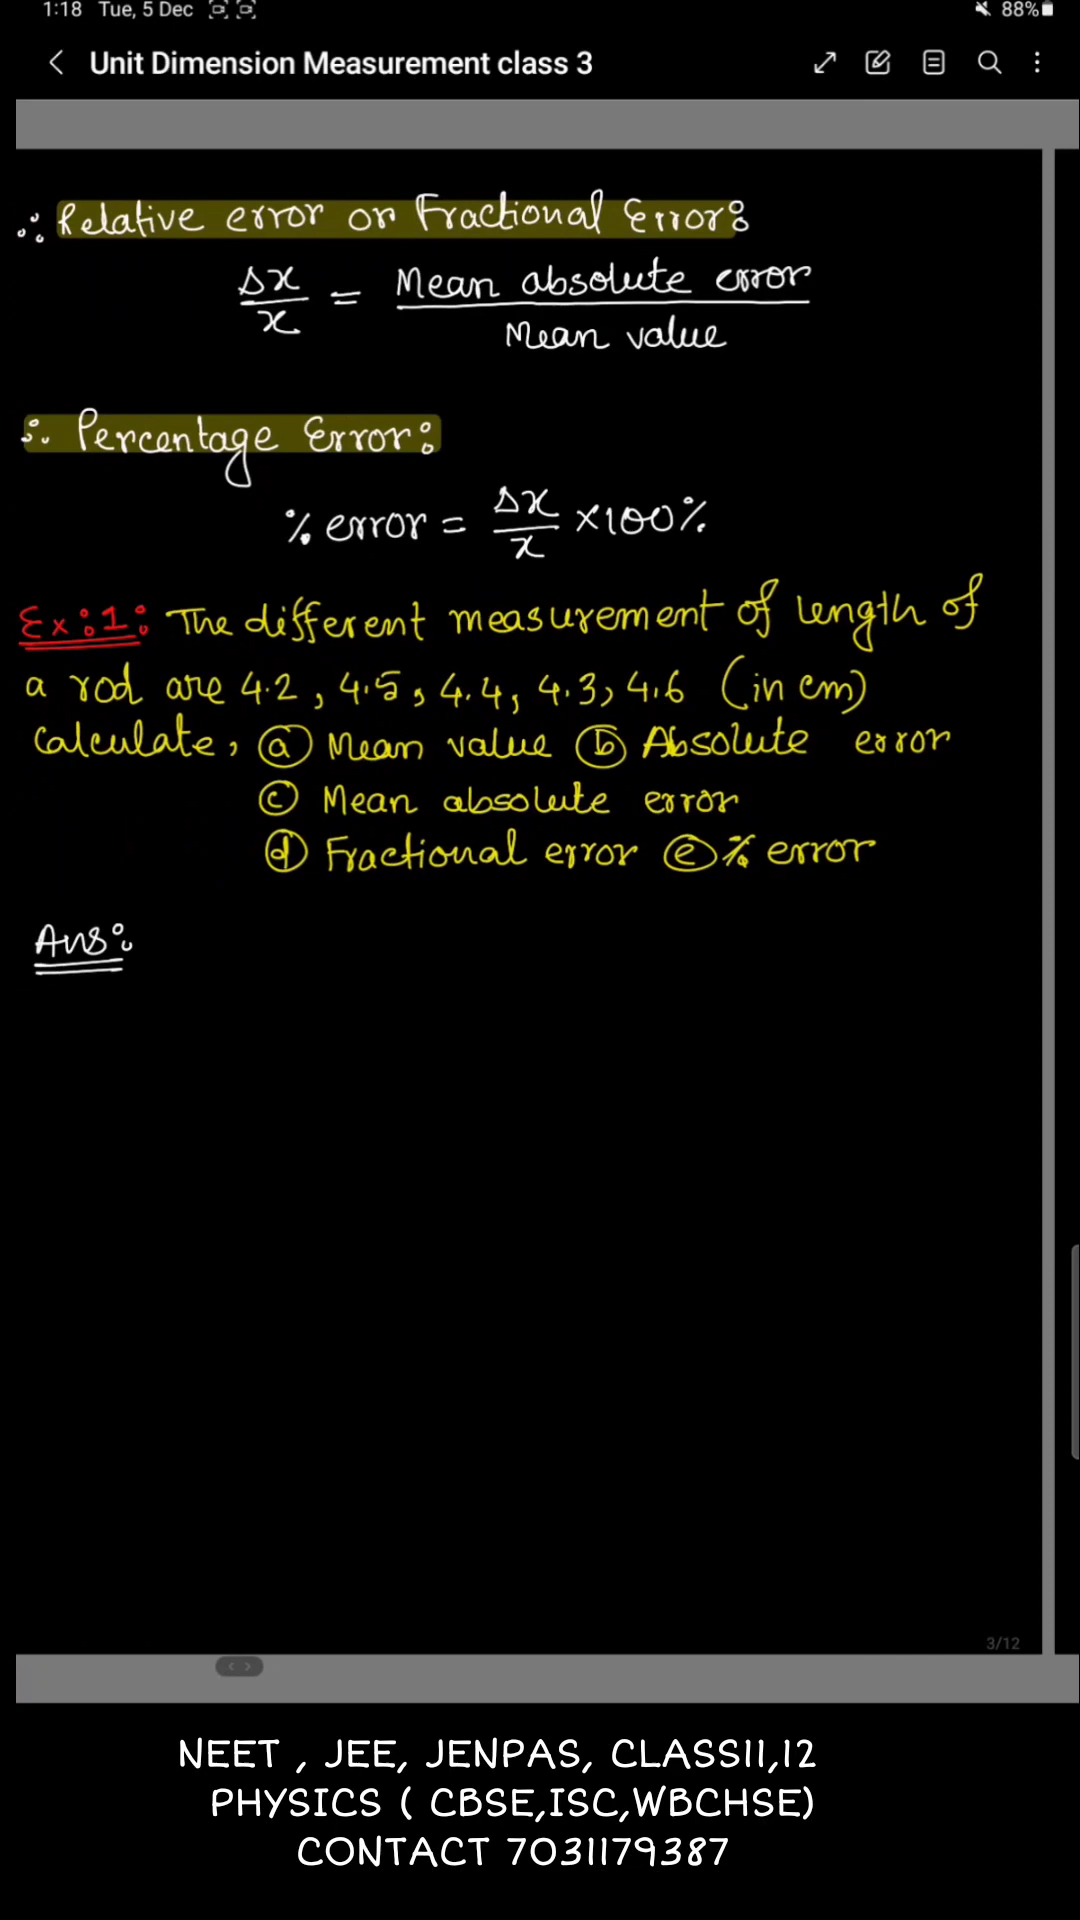 1:18 Tue, 5 Dec 88%
Unit Dimension Measurement class 3
∴ Relative error or Fractional Error:
Δx/x = Mean absolute error / Mean value
∴ Percentage Error:
% error = Δx/x ×100%
Ex:1: The different measurement of length of
a rod are 4.2, 4.5, 4.4, 4.3, 4.6 (in cm)
Calculate, (a) Mean value (b) Absolute error
(c) Mean absolute error
(d) Fractional error (e) % error
Ans:
3/12
NEET , JEE, JENPAS, CLASS11,12
PHYSICS ( CBSE,ISC,WBCHSE)
CONTACT 7031179387